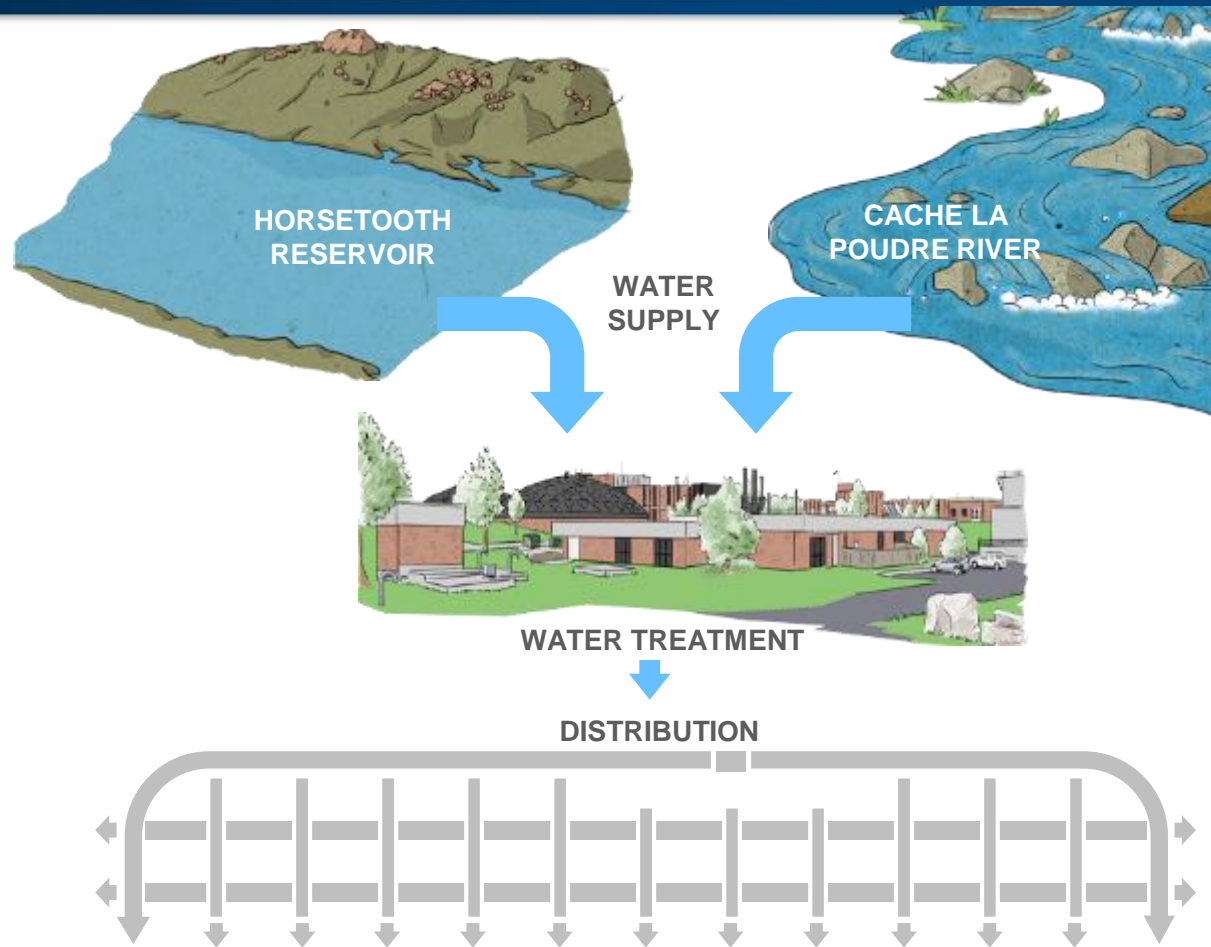 HORSETOOTH
RESERVOIR
CACHE LA
POUDRE RIVER
WATER
SUPPLY
WATER TREATMENT
DISTRIBUTION